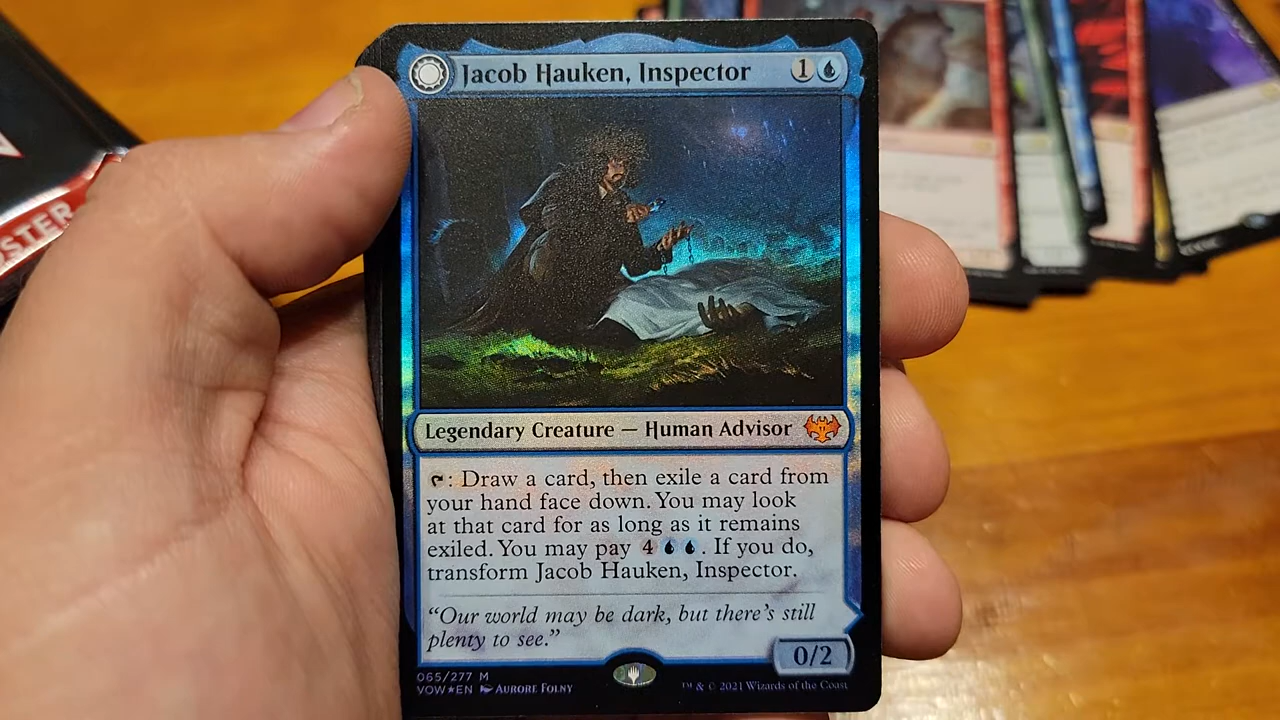 Jacob Hauken, Inspector 1
Legendary Creature — Human Advisor
: Draw a card, then exile a card from
your hand face down. You may look
at that card for as long as it remains
exiled. You may pay 4 . If you do,
transform Jacob Hauken, Inspector.
“Our world may be dark, but there’s still
plenty to see.”
0/2
065/277 M
VOW★EN Aurore Folny
™ & © 2021 Wizards of the Coast